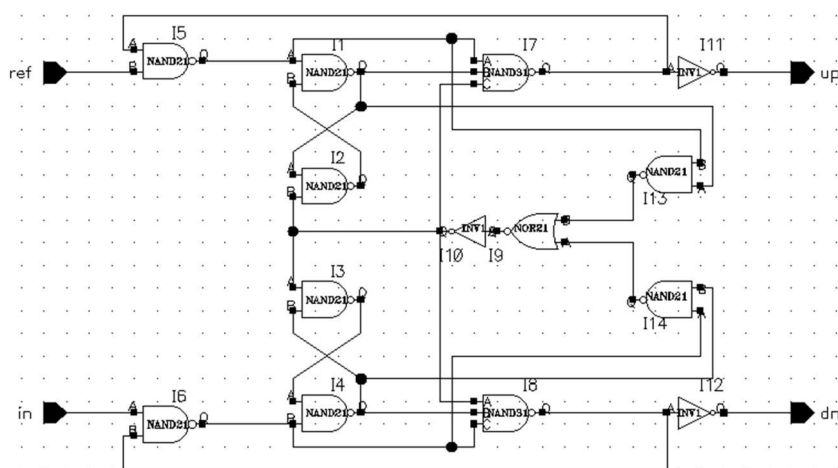 I5 I1 I7 I11
A A A
ref B NAND21 O B NAND21 O B NAND31 O A INV1 O up
C
I2
A B
B NAND21 O O NAND21 A
I13
O INV1 A NOR21 B
I10 I9 A
I3
A B
B NAND21 O O NAND21 A
I14
I6 I4 I8 I12
in A A A
NAND21 O B NAND21 O B NAND31 O A INV1 O dn
B C